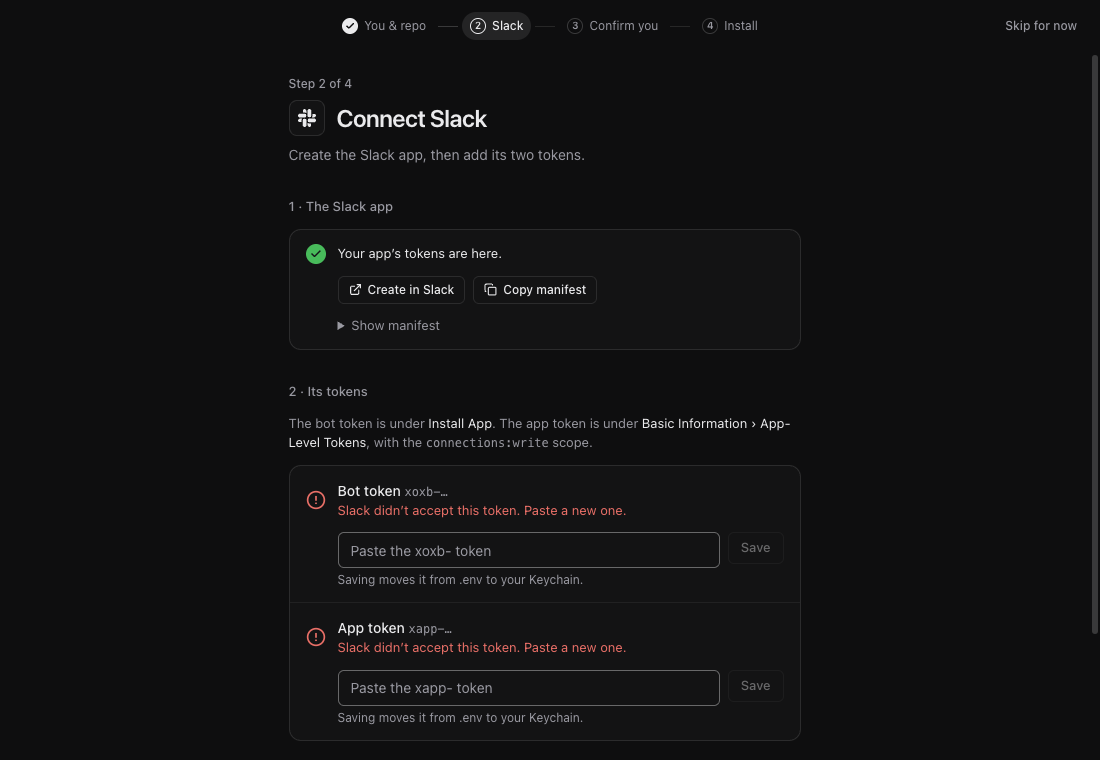 You & repo
2 Slack
3 Confirm you
4 Install
Skip for now
Step 2 of 4
Connect Slack
Create the Slack app, then add its two tokens.
1 · The Slack app
Your app’s tokens are here.
Create in Slack
Copy manifest
Show manifest
2 · Its tokens
The bot token is under Install App. The app token is under Basic Information › App-
Level Tokens, with the connections:write scope.
Bot token xoxb-…
Slack didn’t accept this token. Paste a new one.
Paste the xoxb- token
Save
Saving moves it from .env to your Keychain.
App token xapp-…
Slack didn’t accept this token. Paste a new one.
Paste the xapp- token
Save
Saving moves it from .env to your Keychain.